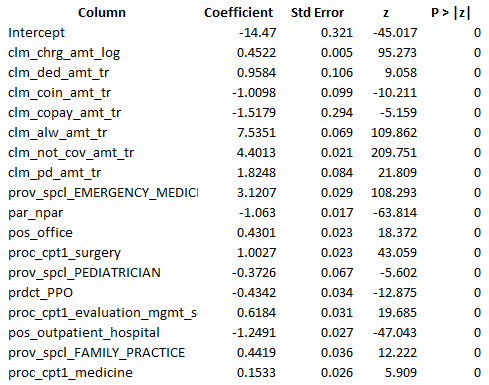 Column Coefficient Std Error z P > |z|
Intercept -14.47 0.321 -45.017 0
clm_chrg_amt_log 0.4522 0.005 95.273 0
clm_ded_amt_tr 0.9584 0.106 9.058 0
clm_coin_amt_tr -1.0098 0.099 -10.211 0
clm_copay_amt_tr -1.5179 0.294 -5.159 0
clm_alw_amt_tr 7.5351 0.069 109.862 0
clm_not_cov_amt_tr 4.4013 0.021 209.751 0
clm_pd_amt_tr 1.8248 0.084 21.809 0
prov_spcl_EMERGENCY_MEDICI 3.1207 0.029 108.293 0
par_npar -1.063 0.017 -63.814 0
pos_office 0.4301 0.023 18.372 0
proc_cpt1_surgery 1.0027 0.023 43.059 0
prov_spcl_PEDIATRICIAN -0.3726 0.067 -5.602 0
prdct_PPO -0.4342 0.034 -12.875 0
proc_cpt1_evaluation_mgmt_s 0.6184 0.031 19.685 0
pos_outpatient_hospital -1.2491 0.027 -47.043 0
prov_spcl_FAMILY_PRACTICE 0.4419 0.036 12.222 0
proc_cpt1_medicine 0.1533 0.026 5.909 0